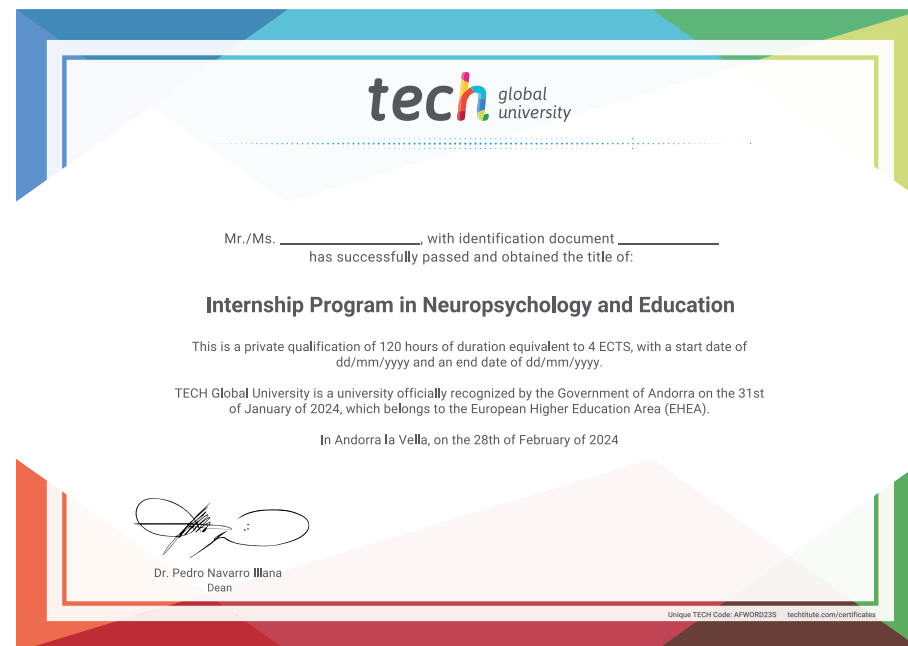 tech global
university
Mr./Ms. ____________________, with identification document ______________
has successfully passed and obtained the title of:
Internship Program in Neuropsychology and Education
This is a private qualification of 120 hours of duration equivalent to 4 ECTS, with a start date of
dd/mm/yyyy and an end date of dd/mm/yyyy.
TECH Global University is a university officially recognized by the Government of Andorra on the 31st
of January of 2024, which belongs to the European Higher Education Area (EHEA).
In Andorra la Vella, on the 28th of February of 2024
Dr. Pedro Navarro Illana
Dean
Unique TECH Code: AFWORD23S techtitute.com/certificates